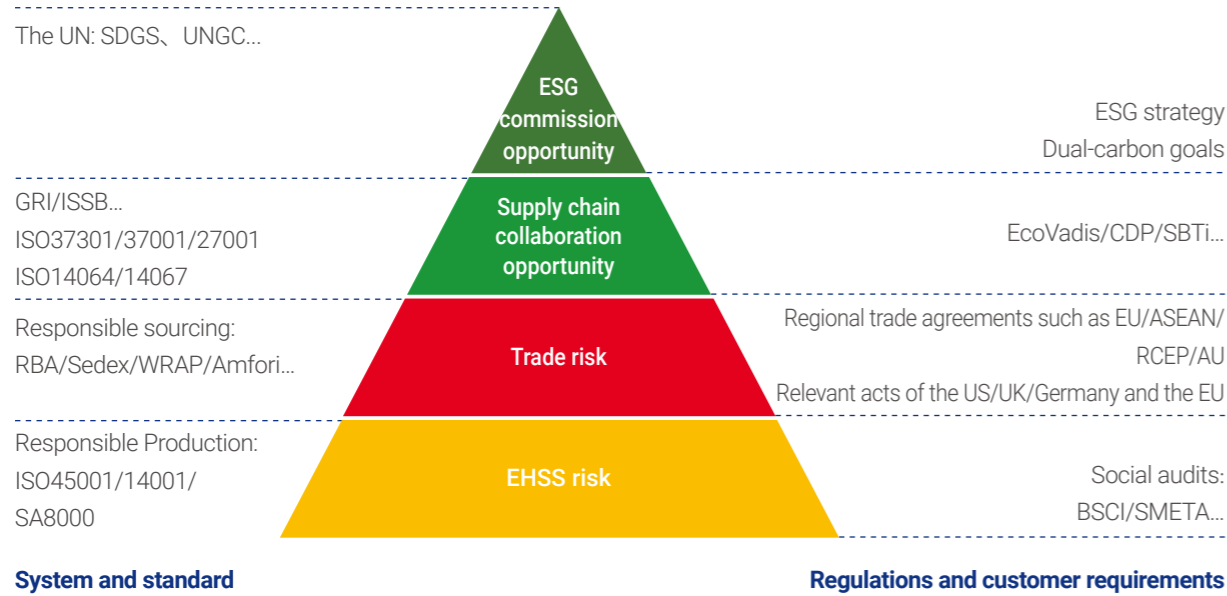 The UN: SDGS、UNGC...
ESG
commission
opportunity
ESG strategy
Dual-carbon goals
GRI/ISSB...
ISO37301/37001/27001
ISO14064/14067
Supply chain
collaboration
opportunity
EcoVadis/CDP/SBTi...
Responsible sourcing:
RBA/Sedex/WRAP/Amfori...
Trade risk
Regional trade agreements such as EU/ASEAN/
RCEP/AU
Relevant acts of the US/UK/Germany and the EU
Responsible Production:
ISO45001/14001/
SA8000
EHSS risk
Social audits:
BSCI/SMETA...
System and standard
Regulations and customer requirements